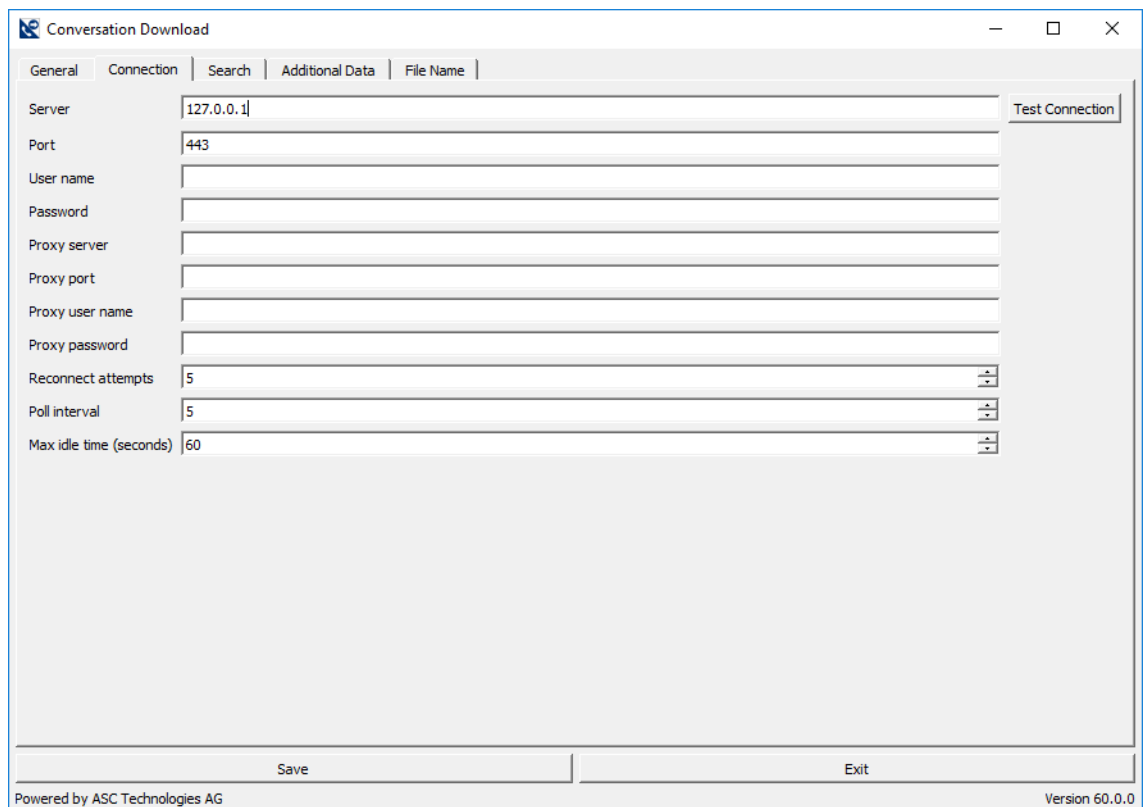 Conversation Download
General Connection Search Additional Data File Name
Server 127.0.0.1 Test Connection
Port 443
User name
Password
Proxy server
Proxy port
Proxy user name
Proxy password
Reconnect attempts 5
Poll interval 5
Max idle time (seconds) 60
Save Exit
Powered by ASC Technologies AG Version 60.0.0